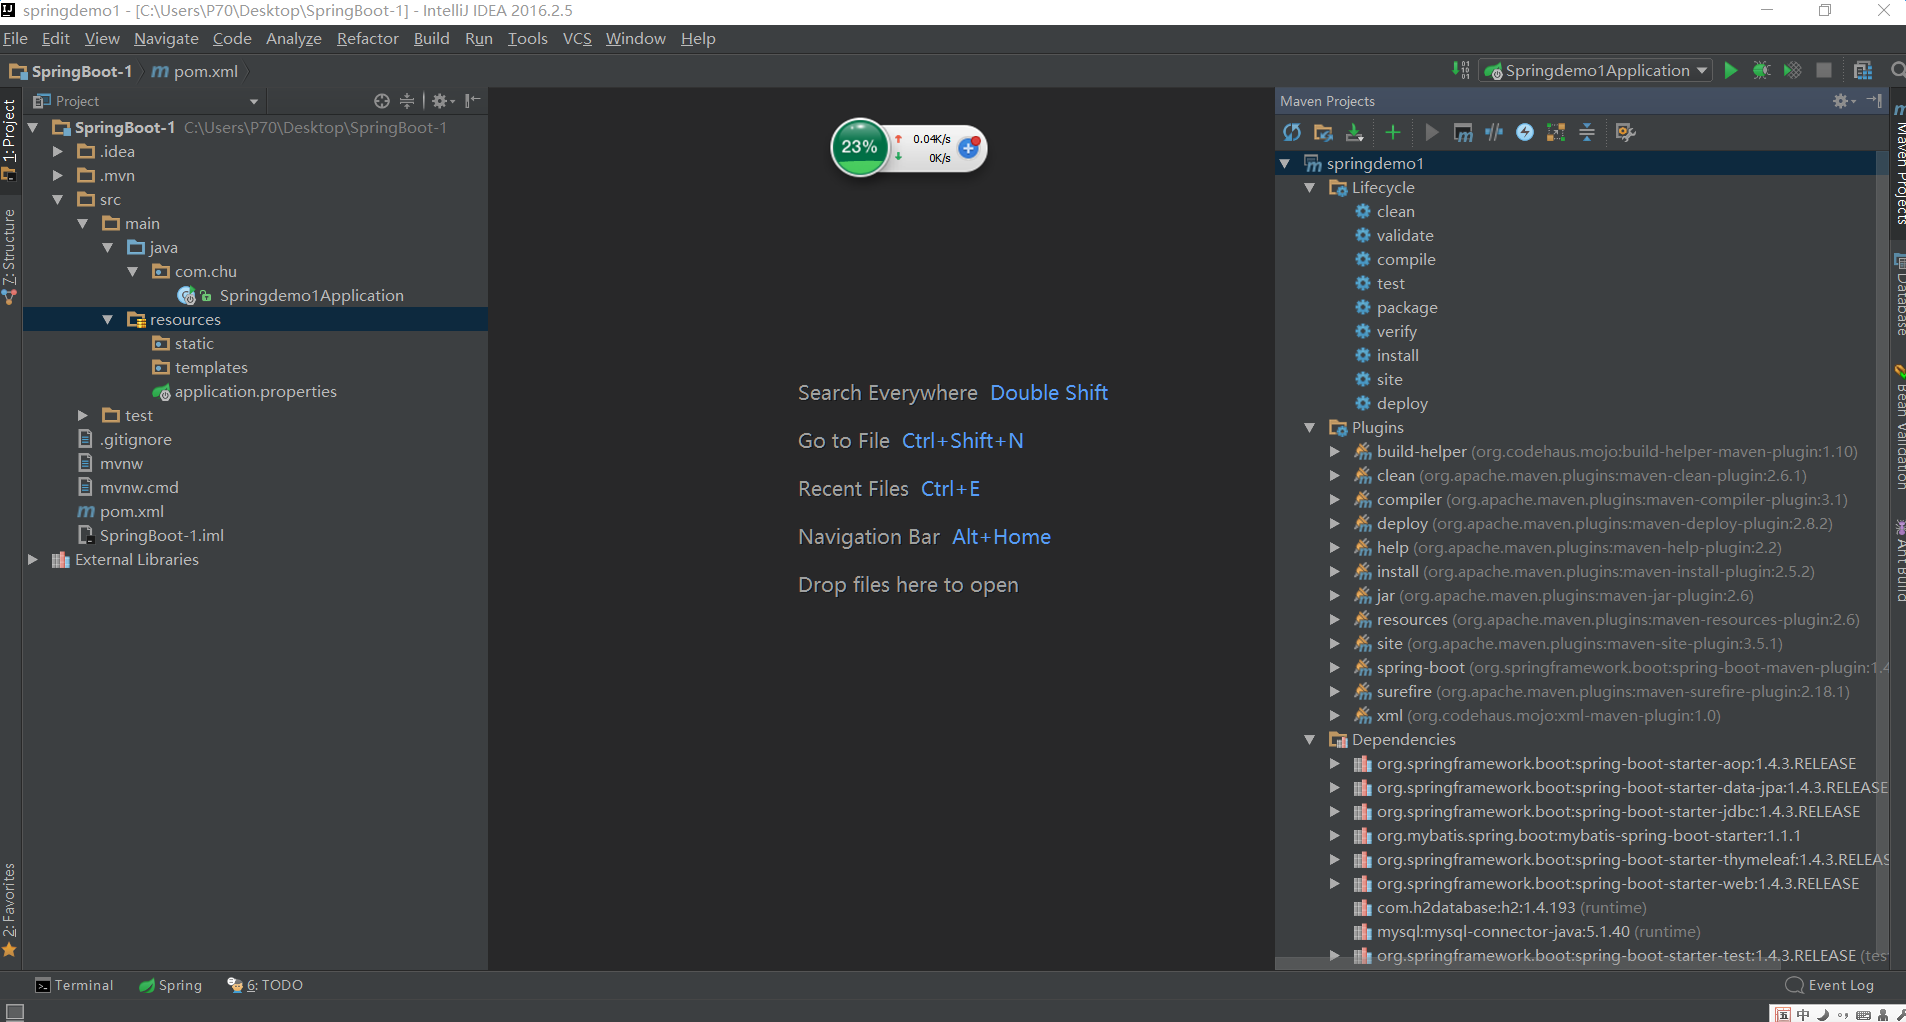 springdemo1 - [C:\Users\P70\Desktop\SpringBoot-1] - IntelliJ IDEA 2016.2.5
File Edit View Navigate Code Analyze Refactor Build Run Tools VCS Window Help
SpringBoot-1 pom.xml
Springdemo1Application
1: Project
Z: Structure
2: Favorites
Project
SpringBoot-1 C:\Users\P70\Desktop\SpringBoot-1
.idea
.mvn
src
main
java
com.chu
Springdemo1Application
resources
static
templates
application.properties
test
.gitignore
mvnw
mvnw.cmd
pom.xml
SpringBoot-1.iml
External Libraries
23%
0.04K/s
0K/s
Search Everywhere Double Shift
Go to File Ctrl+Shift+N
Recent Files Ctrl+E
Navigation Bar Alt+Home
Drop files here to open
Maven Projects
springdemo1
Lifecycle
clean
validate
compile
test
package
verify
install
site
deploy
Plugins
build-helper (org.codehaus.mojo:build-helper-maven-plugin:1.10)
clean (org.apache.maven.plugins:maven-clean-plugin:2.6.1)
compiler (org.apache.maven.plugins:maven-compiler-plugin:3.1)
deploy (org.apache.maven.plugins:maven-deploy-plugin:2.8.2)
help (org.apache.maven.plugins:maven-help-plugin:2.2)
install (org.apache.maven.plugins:maven-install-plugin:2.5.2)
jar (org.apache.maven.plugins:maven-jar-plugin:2.6)
resources (org.apache.maven.plugins:maven-resources-plugin:2.6)
site (org.apache.maven.plugins:maven-site-plugin:3.5.1)
spring-boot (org.springframework.boot:spring-boot-maven-plugin:1.4
surefire (org.apache.maven.plugins:maven-surefire-plugin:2.18.1)
xml (org.codehaus.mojo:xml-maven-plugin:1.0)
Dependencies
org.springframework.boot:spring-boot-starter-aop:1.4.3.RELEASE
org.springframework.boot:spring-boot-starter-data-jpa:1.4.3.RELEASE
org.springframework.boot:spring-boot-starter-jdbc:1.4.3.RELEASE
org.mybatis.spring.boot:mybatis-spring-boot-starter:1.1.1
org.springframework.boot:spring-boot-starter-thymeleaf:1.4.3.RELEAS
org.springframework.boot:spring-boot-starter-web:1.4.3.RELEASE
com.h2database:h2:1.4.193 (runtime)
mysql:mysql-connector-java:5.1.40 (runtime)
org.springframework.boot:spring-boot-starter-test:1.4.3.RELEASE (tes
Maven Projects
Database
Bean Validation
Ant Build
Terminal Spring 6: TODO
Event Log
五 中